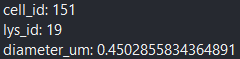 cell_id: 151
lys_id: 19
diameter_um: 0.4502855834364891